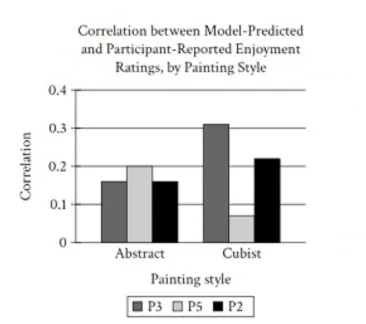 Correlation between Model-Predicted
and Participant-Reported Enjoyment
Ratings, by Painting Style
0.4
0.3
0.2
0.1
0
Correlation
Abstract Cubist
Painting style
P3 P5 P2